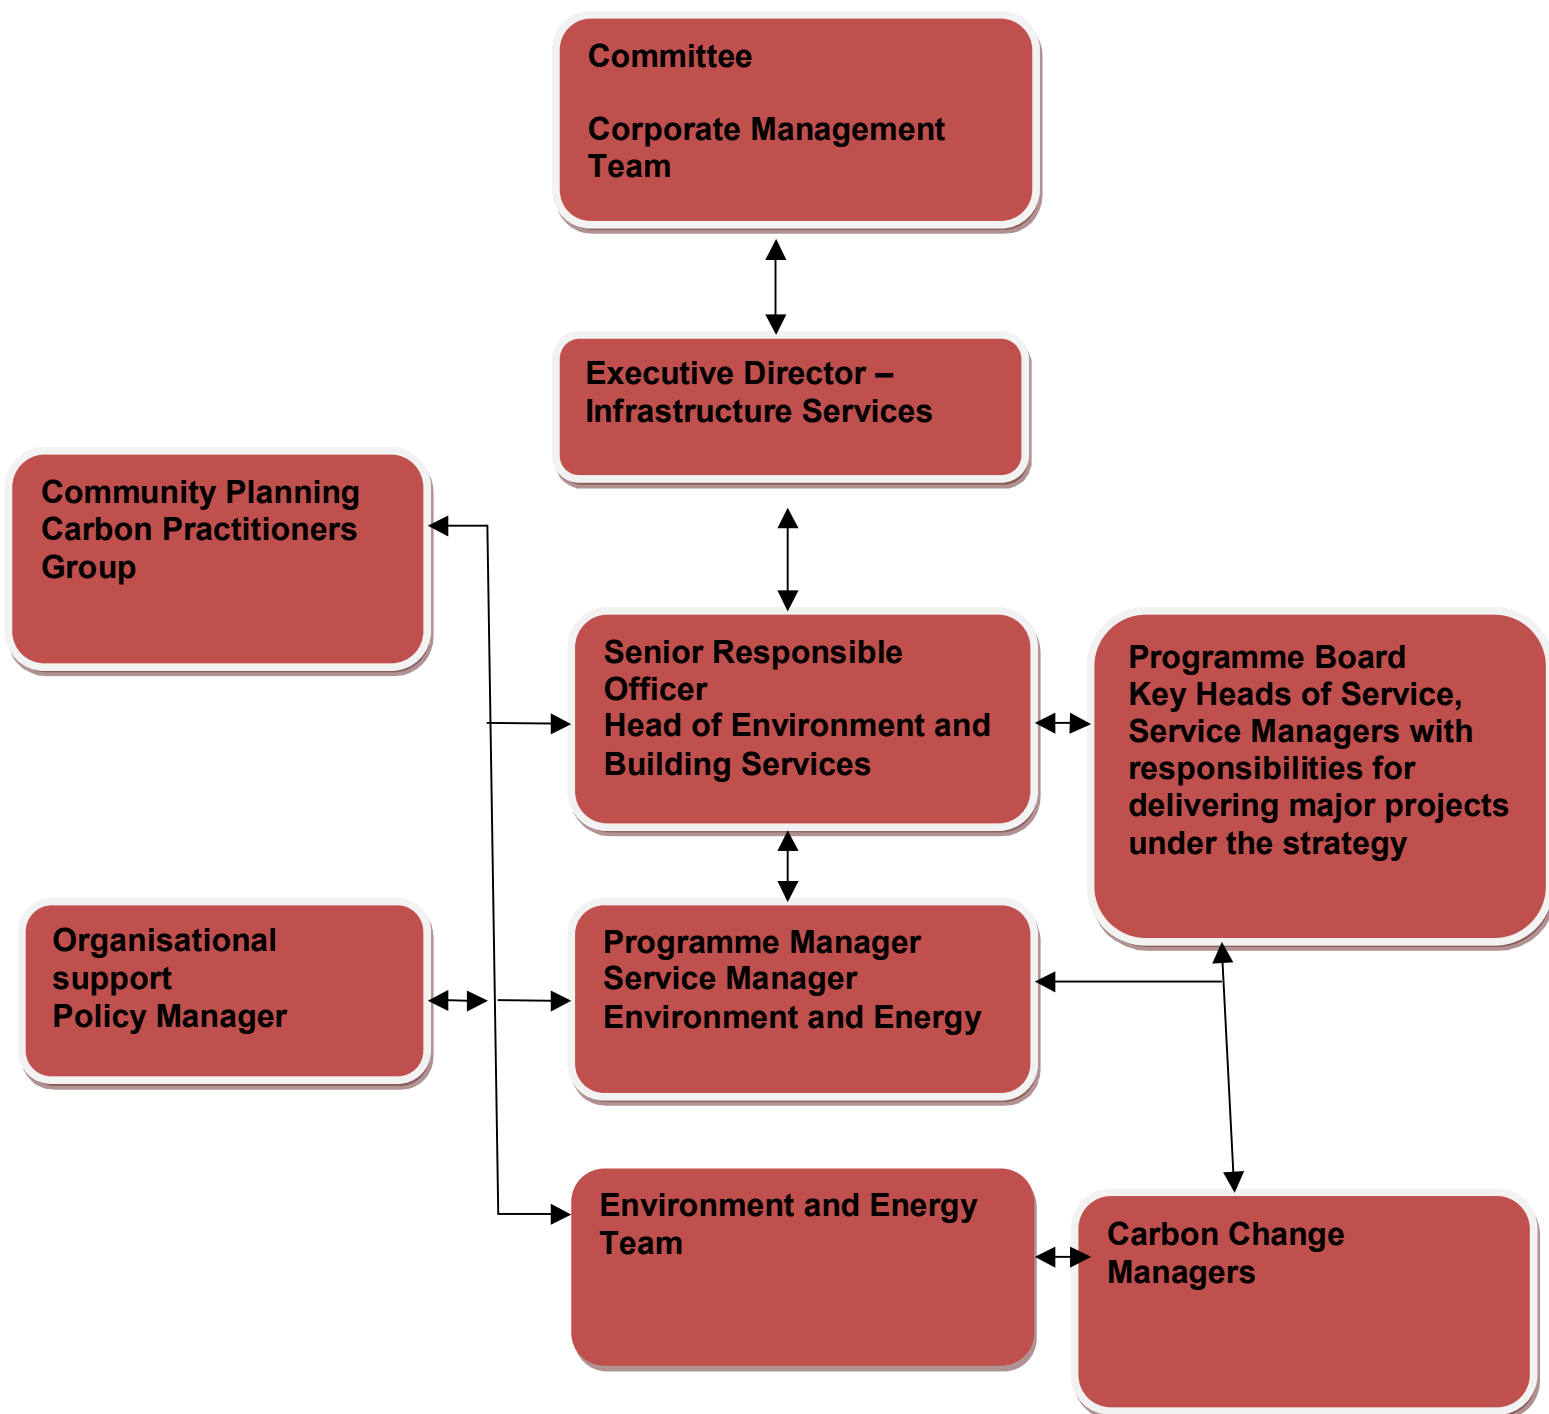 Committee
Corporate Management
Team
Executive Director –
Infrastructure Services
Community Planning
Carbon Practitioners
Group
Senior Responsible
Officer
Head of Environment and
Building Services
Programme Board
Key Heads of Service,
Service Managers with
responsibilities for
delivering major projects
under the strategy
Organisational
support
Policy Manager
Programme Manager
Service Manager
Environment and Energy
Environment and Energy
Team
Carbon Change
Managers